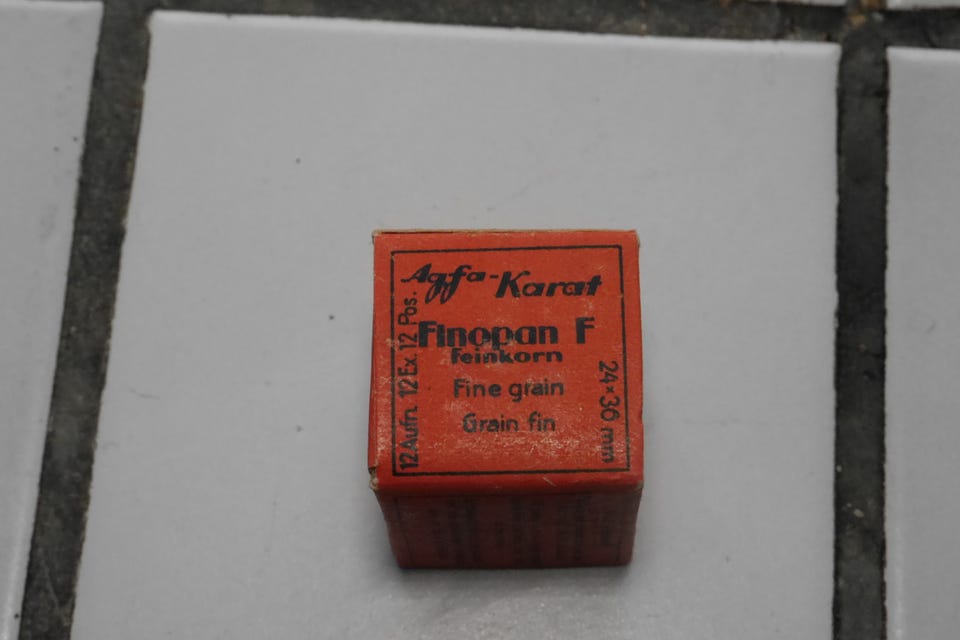 Agfa-Karat
Finopan F
Feinkorn
Fine grain
Grain fin
12 Aufn. 12 Ex. 12 Pos.
24×36 mm